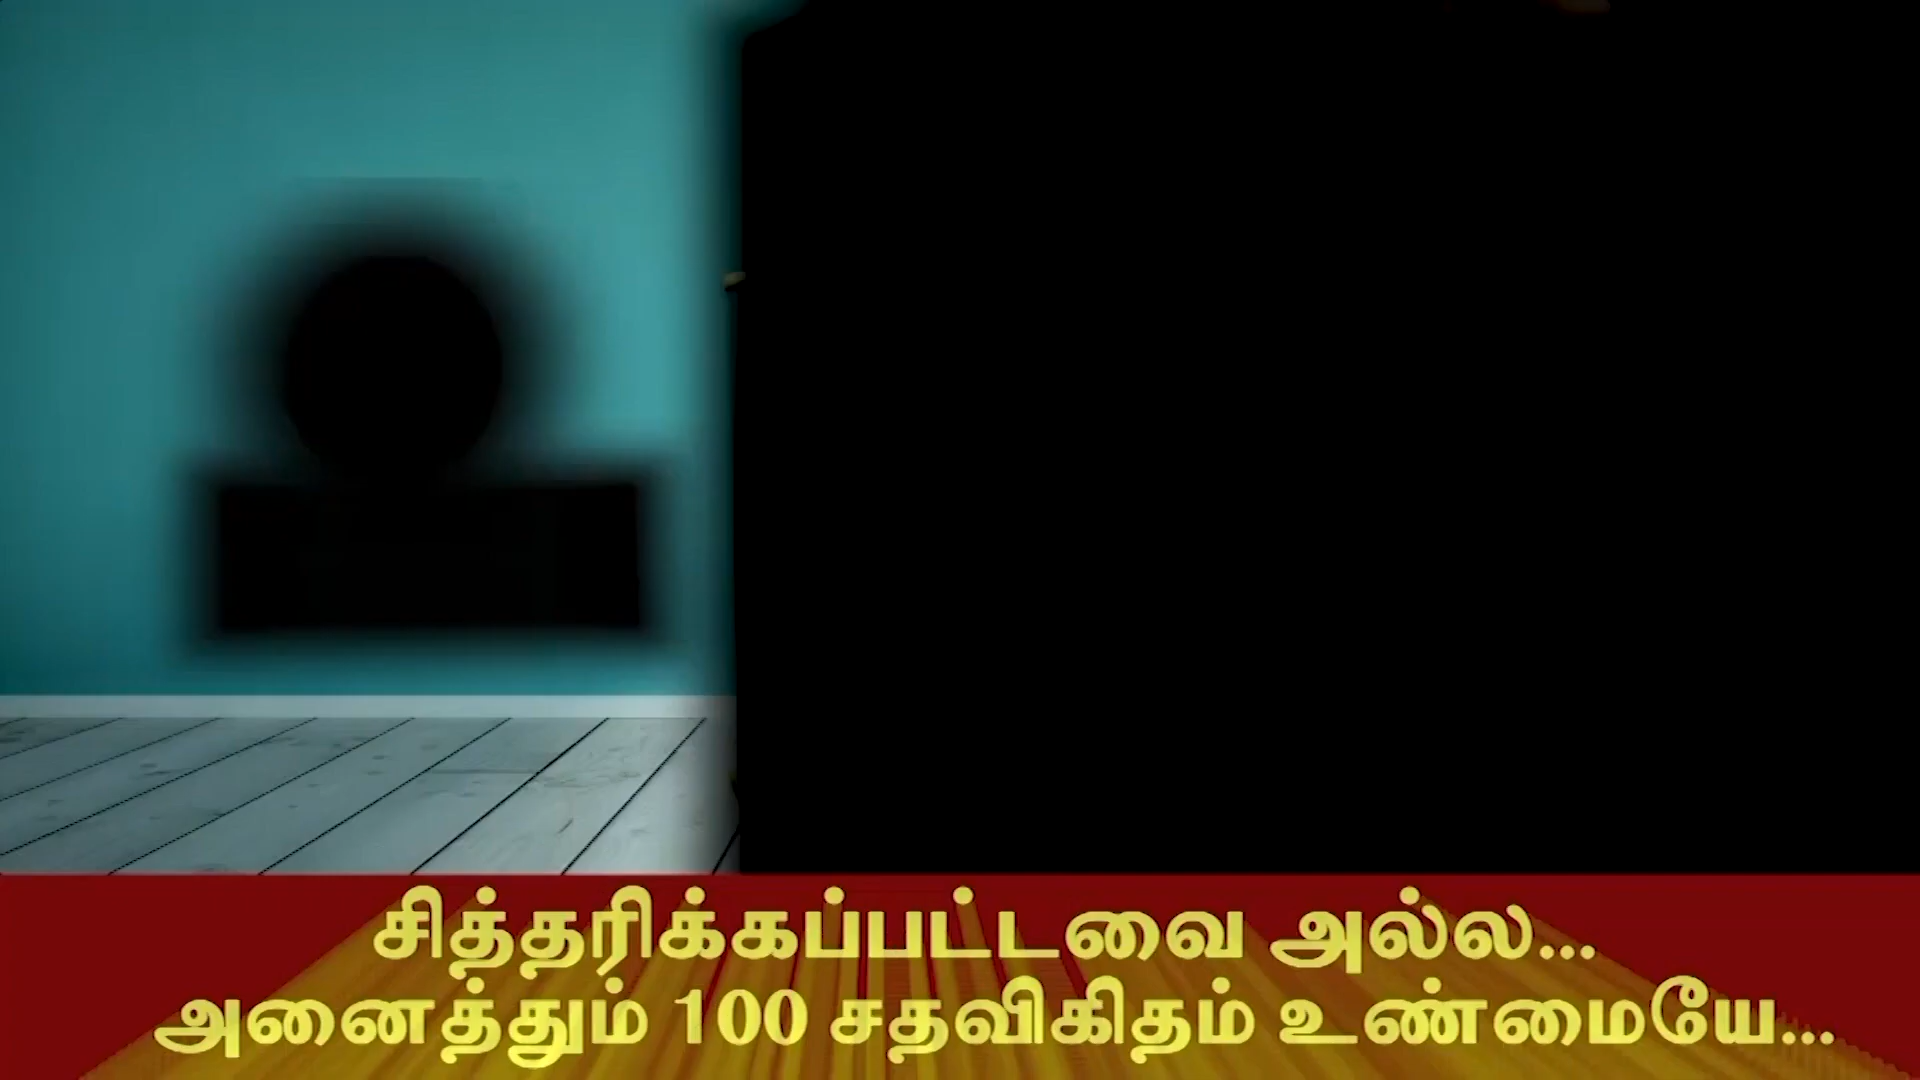 சித்தரிக்கப்பட்டவை அல்ல...
அனைத்தும் 100 சதவிகிதம் உண்மையே...